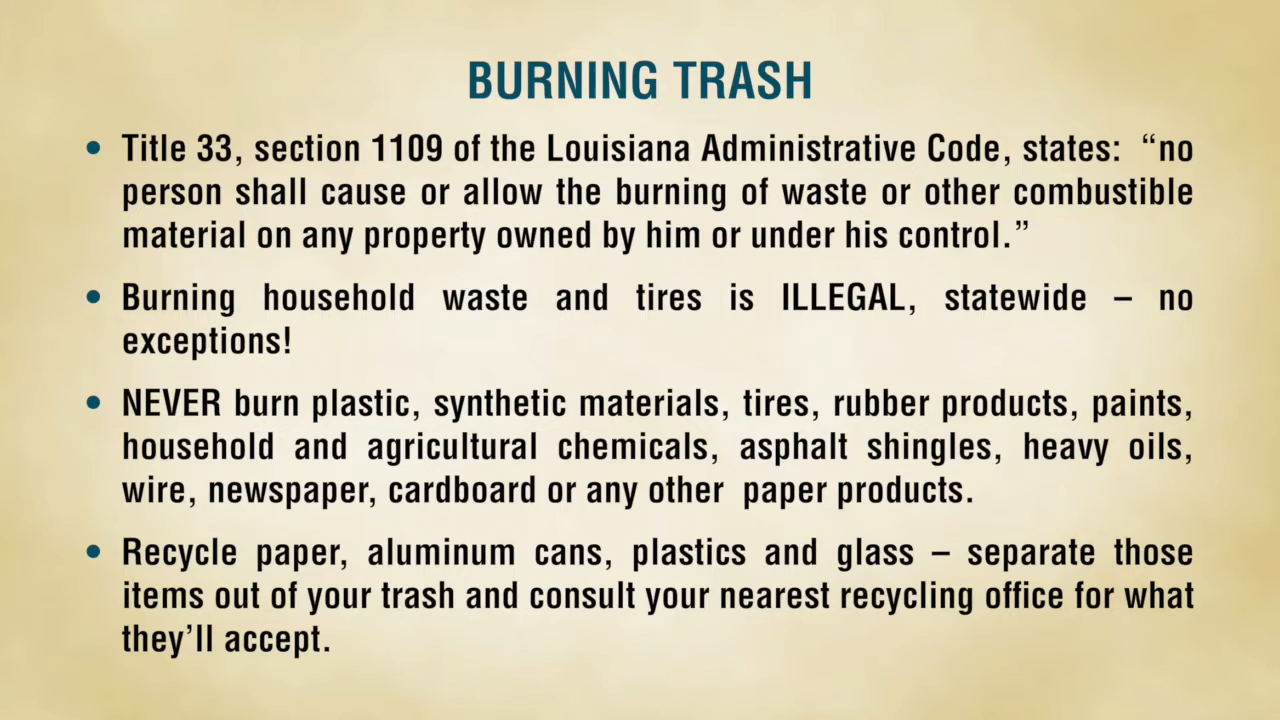 BURNING TRASH
• Title 33, section 1109 of the Louisiana Administrative Code, states: “no
person shall cause or allow the burning of waste or other combustible
material on any property owned by him or under his control.”
• Burning household waste and tires is ILLEGAL, statewide – no
exceptions!
• NEVER burn plastic, synthetic materials, tires, rubber products, paints,
household and agricultural chemicals, asphalt shingles, heavy oils,
wire, newspaper, cardboard or any other paper products.
• Recycle paper, aluminum cans, plastics and glass – separate those
items out of your trash and consult your nearest recycling office for what
they’ll accept.